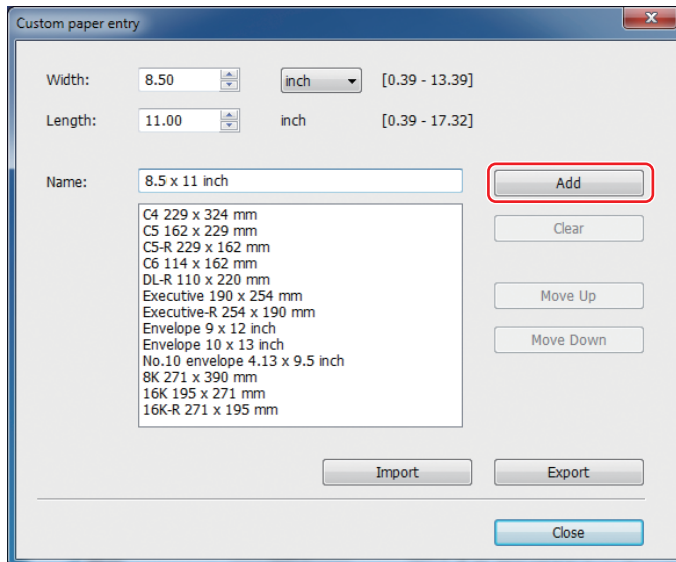 Custom paper entry
Width: 8.50 inch [0.39 - 13.39]
Length: 11.00 inch [0.39 - 17.32]
Name: 8.5 x 11 inch Add
C4 229 x 324 mm
C5 162 x 229 mm
C5-R 229 x 162 mm
C6 114 x 162 mm
DL-R 110 x 220 mm
Executive 190 x 254 mm
Executive-R 254 x 190 mm
Envelope 9 x 12 inch
Envelope 10 x 13 inch
No.10 envelope 4.13 x 9.5 inch
8K 271 x 390 mm
16K 195 x 271 mm
16K-R 271 x 195 mm
Clear
Move Up
Move Down
Import Export
Close